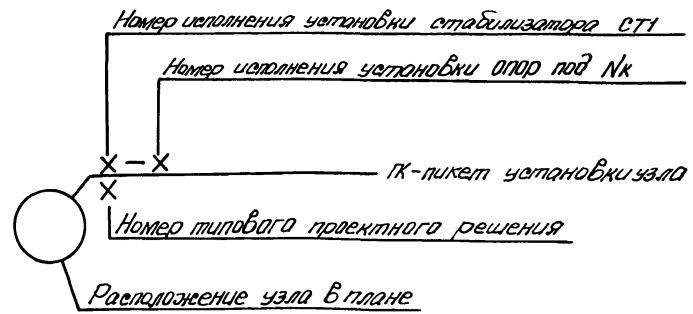 Номер исполнения установки стабилизатора СТ1
Номер исполнения установки опор под Nк
X – X
ПК-пикет установки узла
X
Номер типового проектного решения
Расположение узла в плане